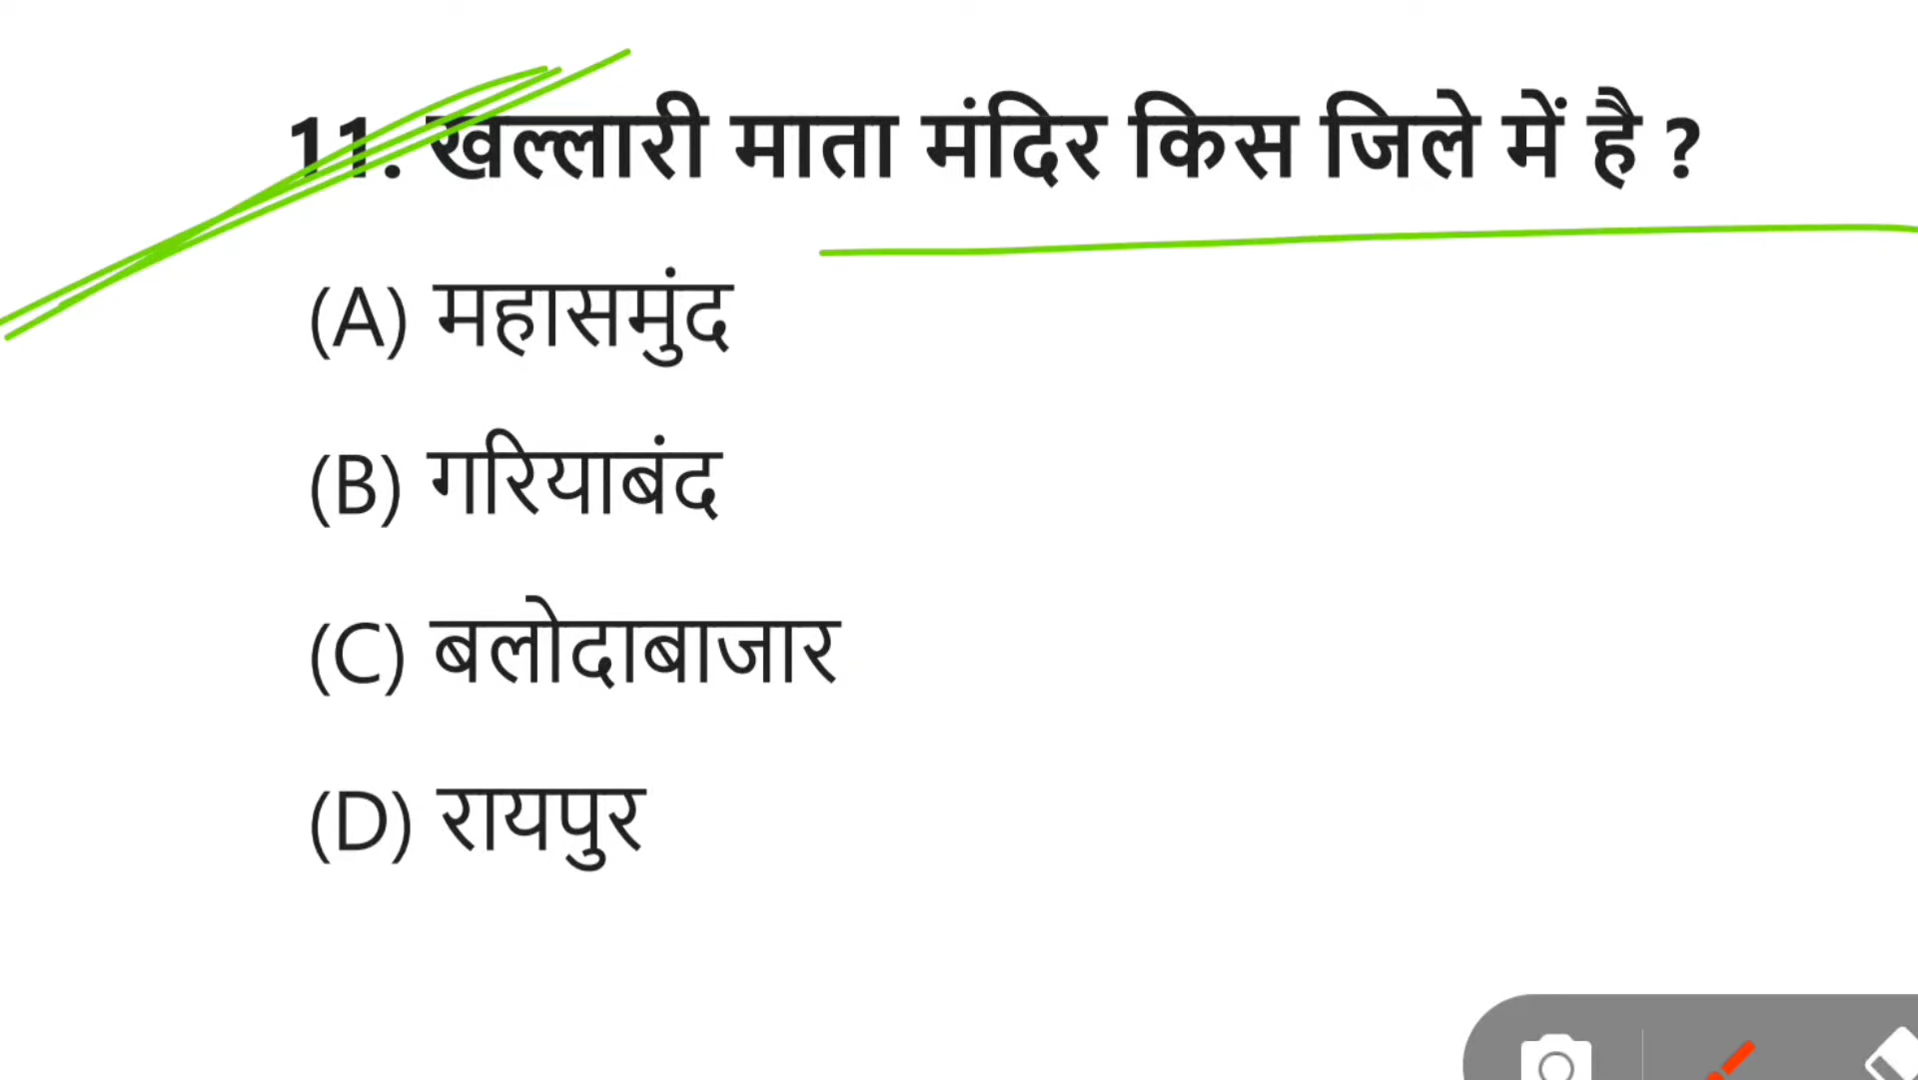 11. खल्लारी माता मंदिर किस जिले में है ?
(A) महासमुंद
(B) गरियाबंद
(C) बलोदाबाजार
(D) रायपुर